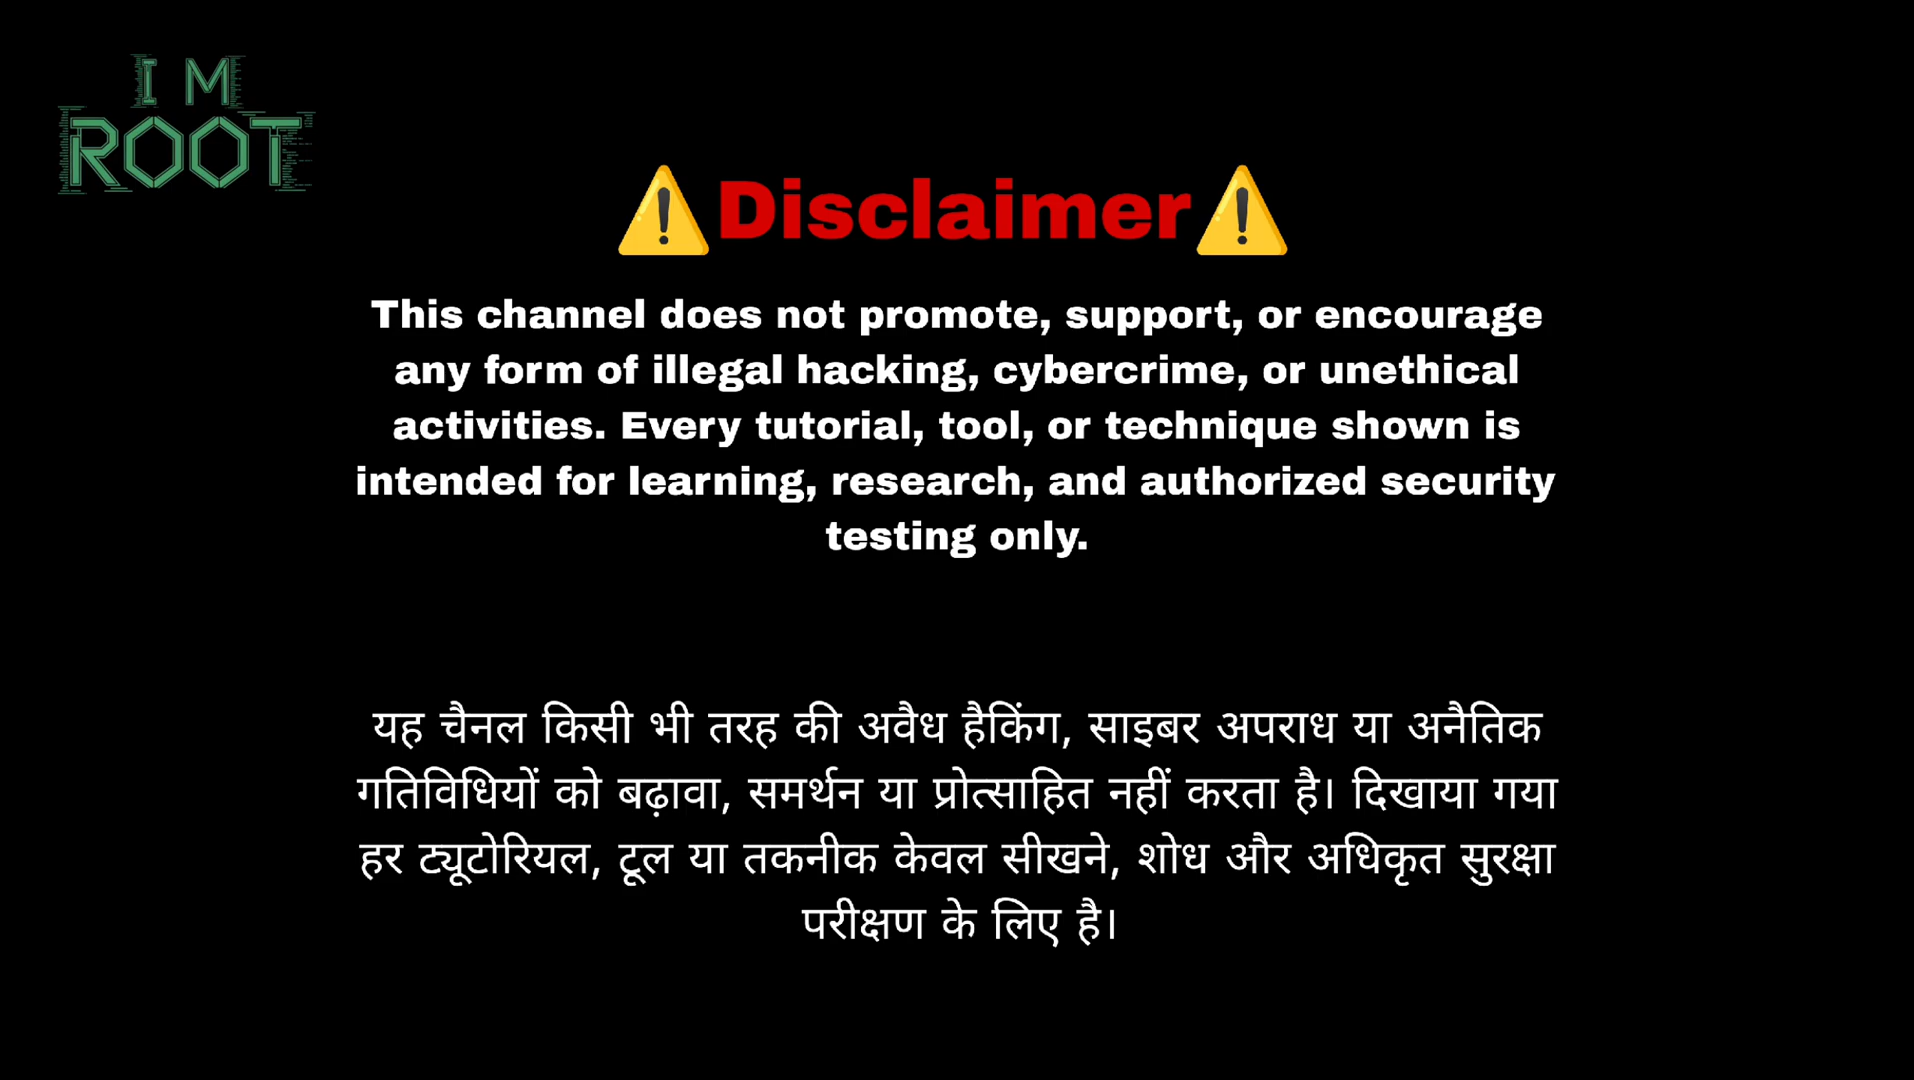 I M
ROOT
⚠️Disclaimer⚠️
This channel does not promote, support, or encourage
any form of illegal hacking, cybercrime, or unethical
activities. Every tutorial, tool, or technique shown is
intended for learning, research, and authorized security
testing only.
यह चैनल किसी भी तरह की अवैध हैकिंग, साइबर अपराध या अनैतिक
गतिविधियों को बढ़ावा, समर्थन या प्रोत्साहित नहीं करता है। दिखाया गया
हर ट्यूटोरियल, टूल या तकनीक केवल सीखने, शोध और अधिकृत सुरक्षा
परीक्षण के लिए है।